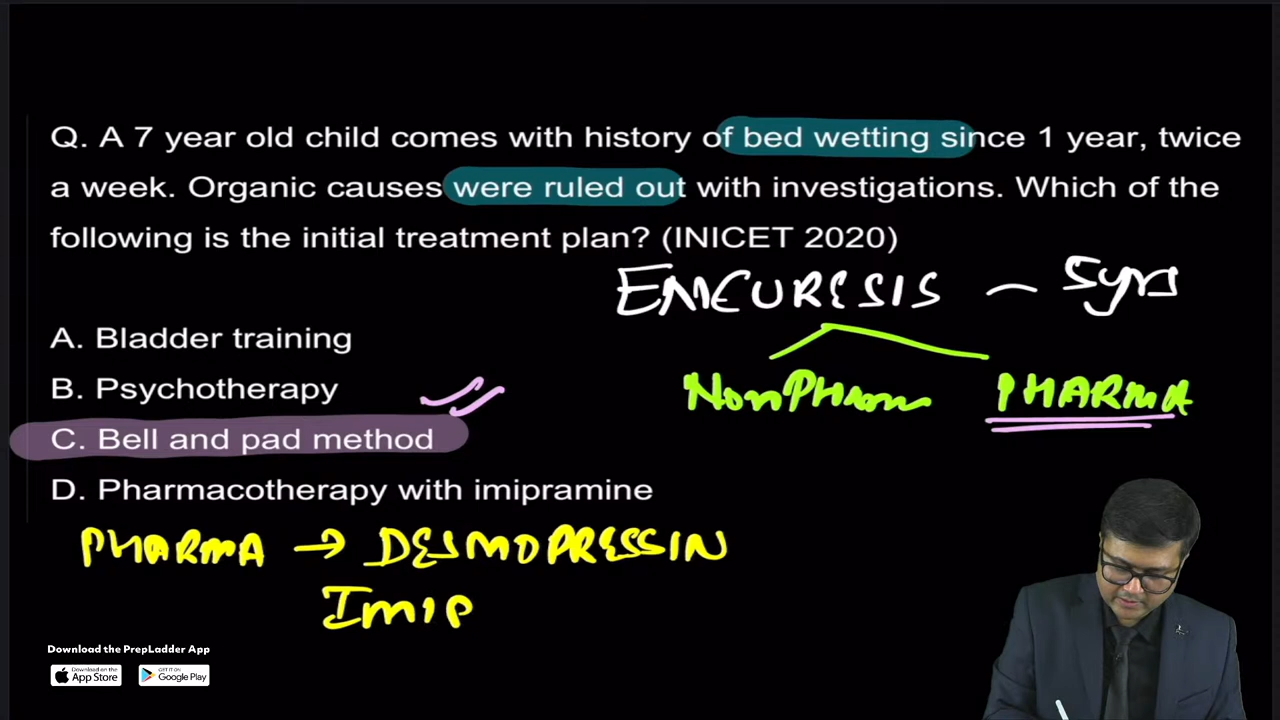 Q. A 7 year old child comes with history of bed wetting since 1 year, twice
a week. Organic causes were ruled out with investigations. Which of the
following is the initial treatment plan? (INICET 2020)
ENEURESIS — 5yrs
A. Bladder training
B. Psychotherapy
NonPharm PHARMA
C. Bell and pad method
D. Pharmacotherapy with imipramine
PHARMA → DESMOPRESSIN
Imip
Download the PrepLadder App
Download on the App Store
GET IT ON Google Play